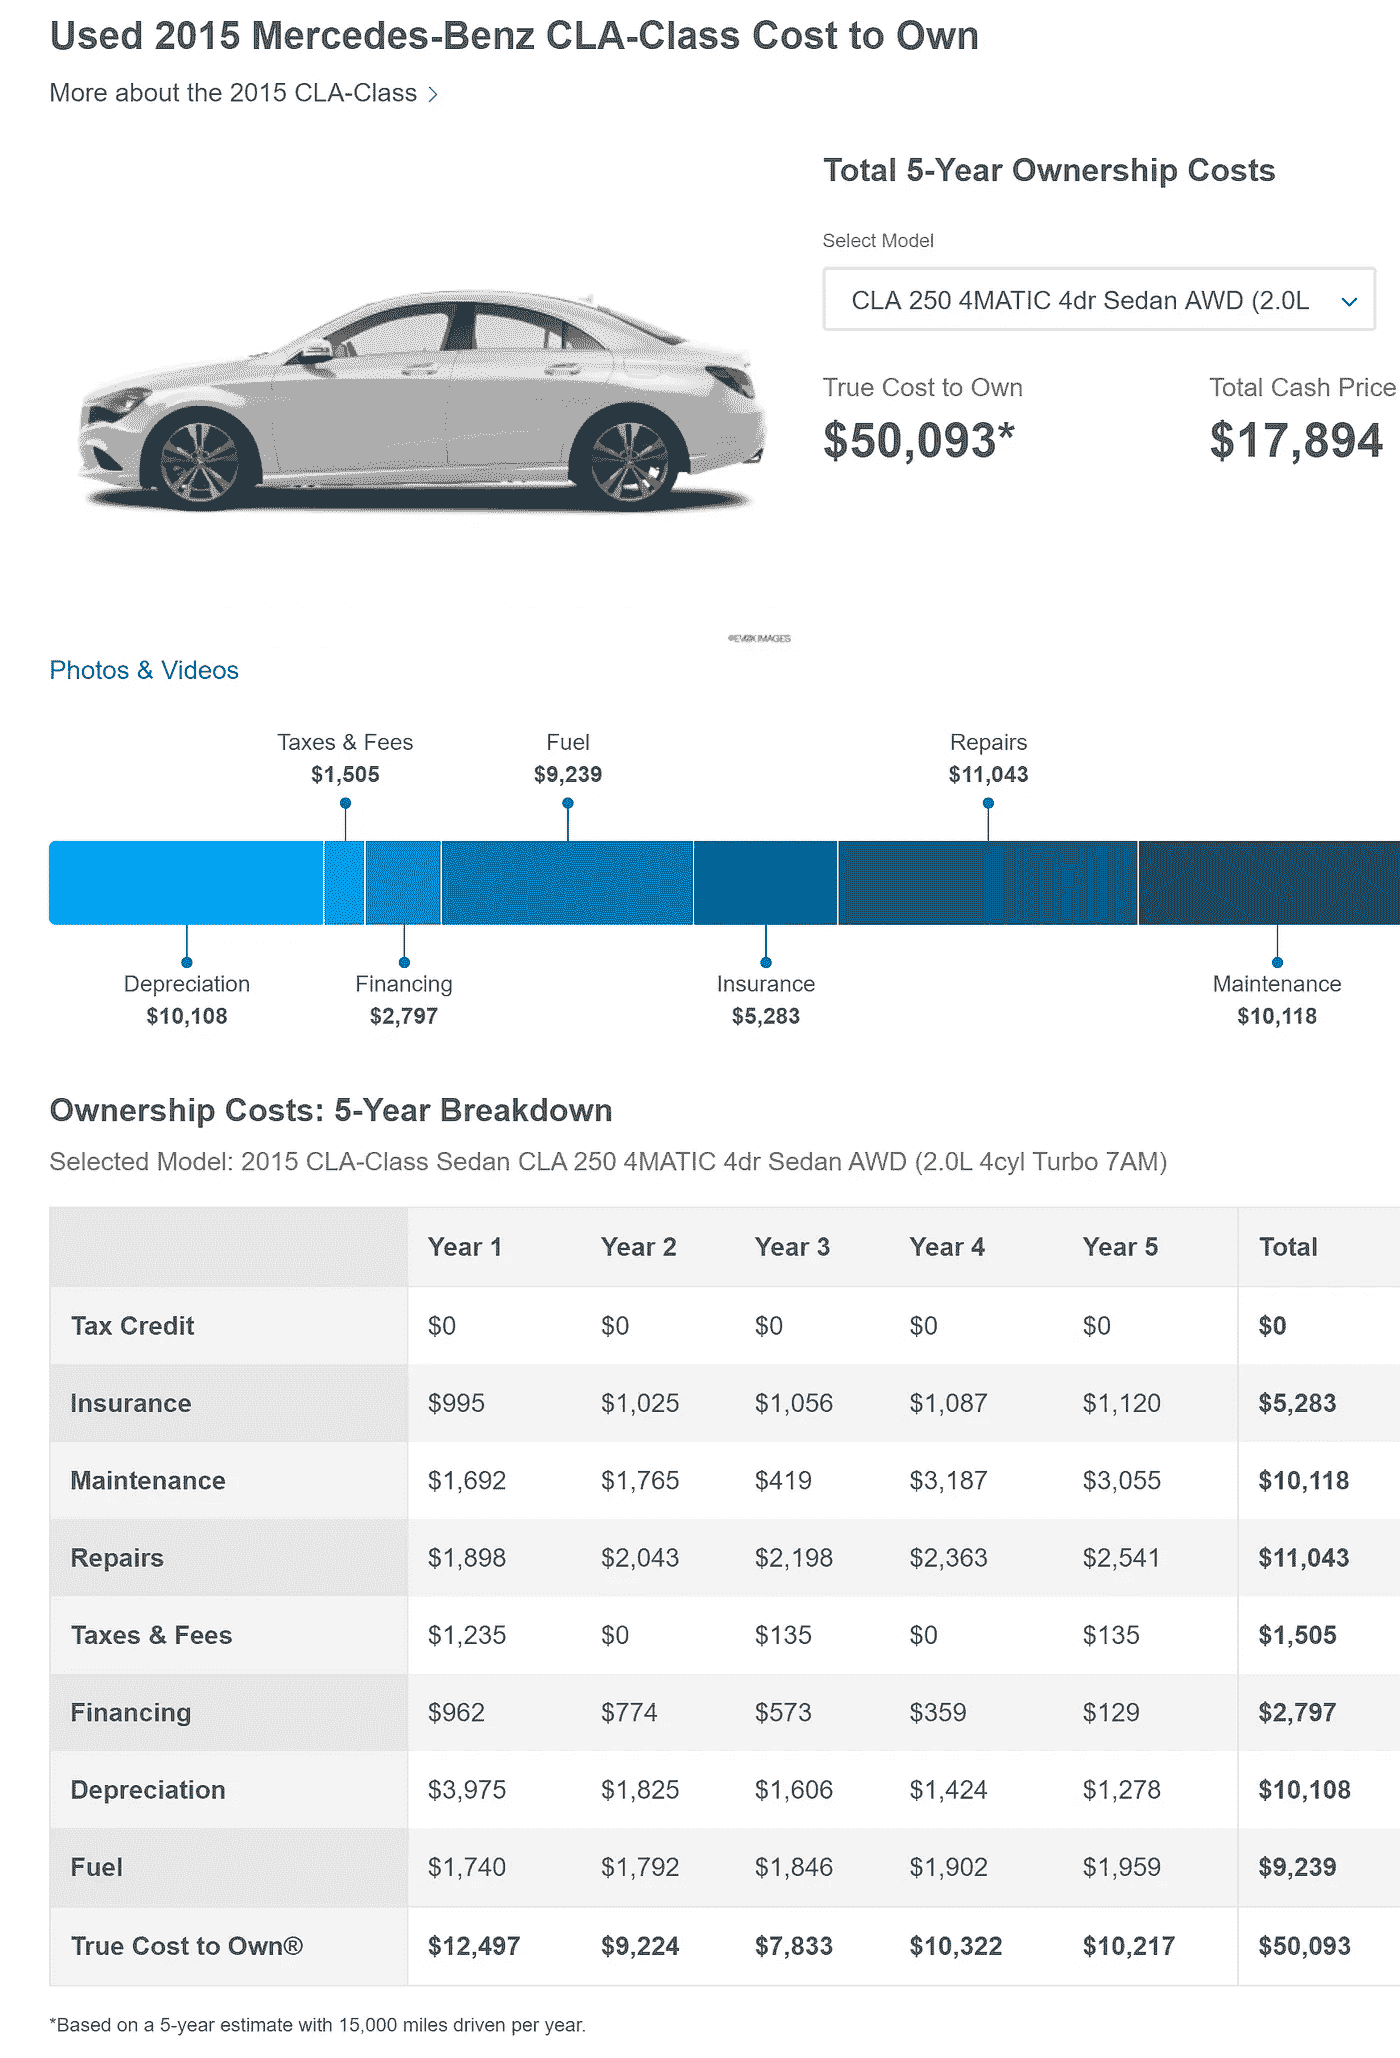 Used 2015 Mercedes-Benz CLA-Class Cost to Own
More about the 2015 CLA-Class >
Total 5-Year Ownership Costs
Select Model
CLA 250 4MATIC 4dr Sedan AWD (2.0L
True Cost to Own Total Cash Price
$50,093* $17,894
©EVOX IMAGES
Photos & Videos
Taxes & Fees Fuel Repairs
$1,505 $9,239 $11,043
Depreciation Financing Insurance Maintenance
$10,108 $2,797 $5,283 $10,118
Ownership Costs: 5-Year Breakdown
Selected Model: 2015 CLA-Class Sedan CLA 250 4MATIC 4dr Sedan AWD (2.0L 4cyl Turbo 7AM)
Year 1 Year 2 Year 3 Year 4 Year 5 Total
Tax Credit $0 $0 $0 $0 $0 $0
Insurance $995 $1,025 $1,056 $1,087 $1,120 $5,283
Maintenance $1,692 $1,765 $419 $3,187 $3,055 $10,118
Repairs $1,898 $2,043 $2,198 $2,363 $2,541 $11,043
Taxes & Fees $1,235 $0 $135 $0 $135 $1,505
Financing $962 $774 $573 $359 $129 $2,797
Depreciation $3,975 $1,825 $1,606 $1,424 $1,278 $10,108
Fuel $1,740 $1,792 $1,846 $1,902 $1,959 $9,239
True Cost to Own® $12,497 $9,224 $7,833 $10,322 $10,217 $50,093
*Based on a 5-year estimate with 15,000 miles driven per year.